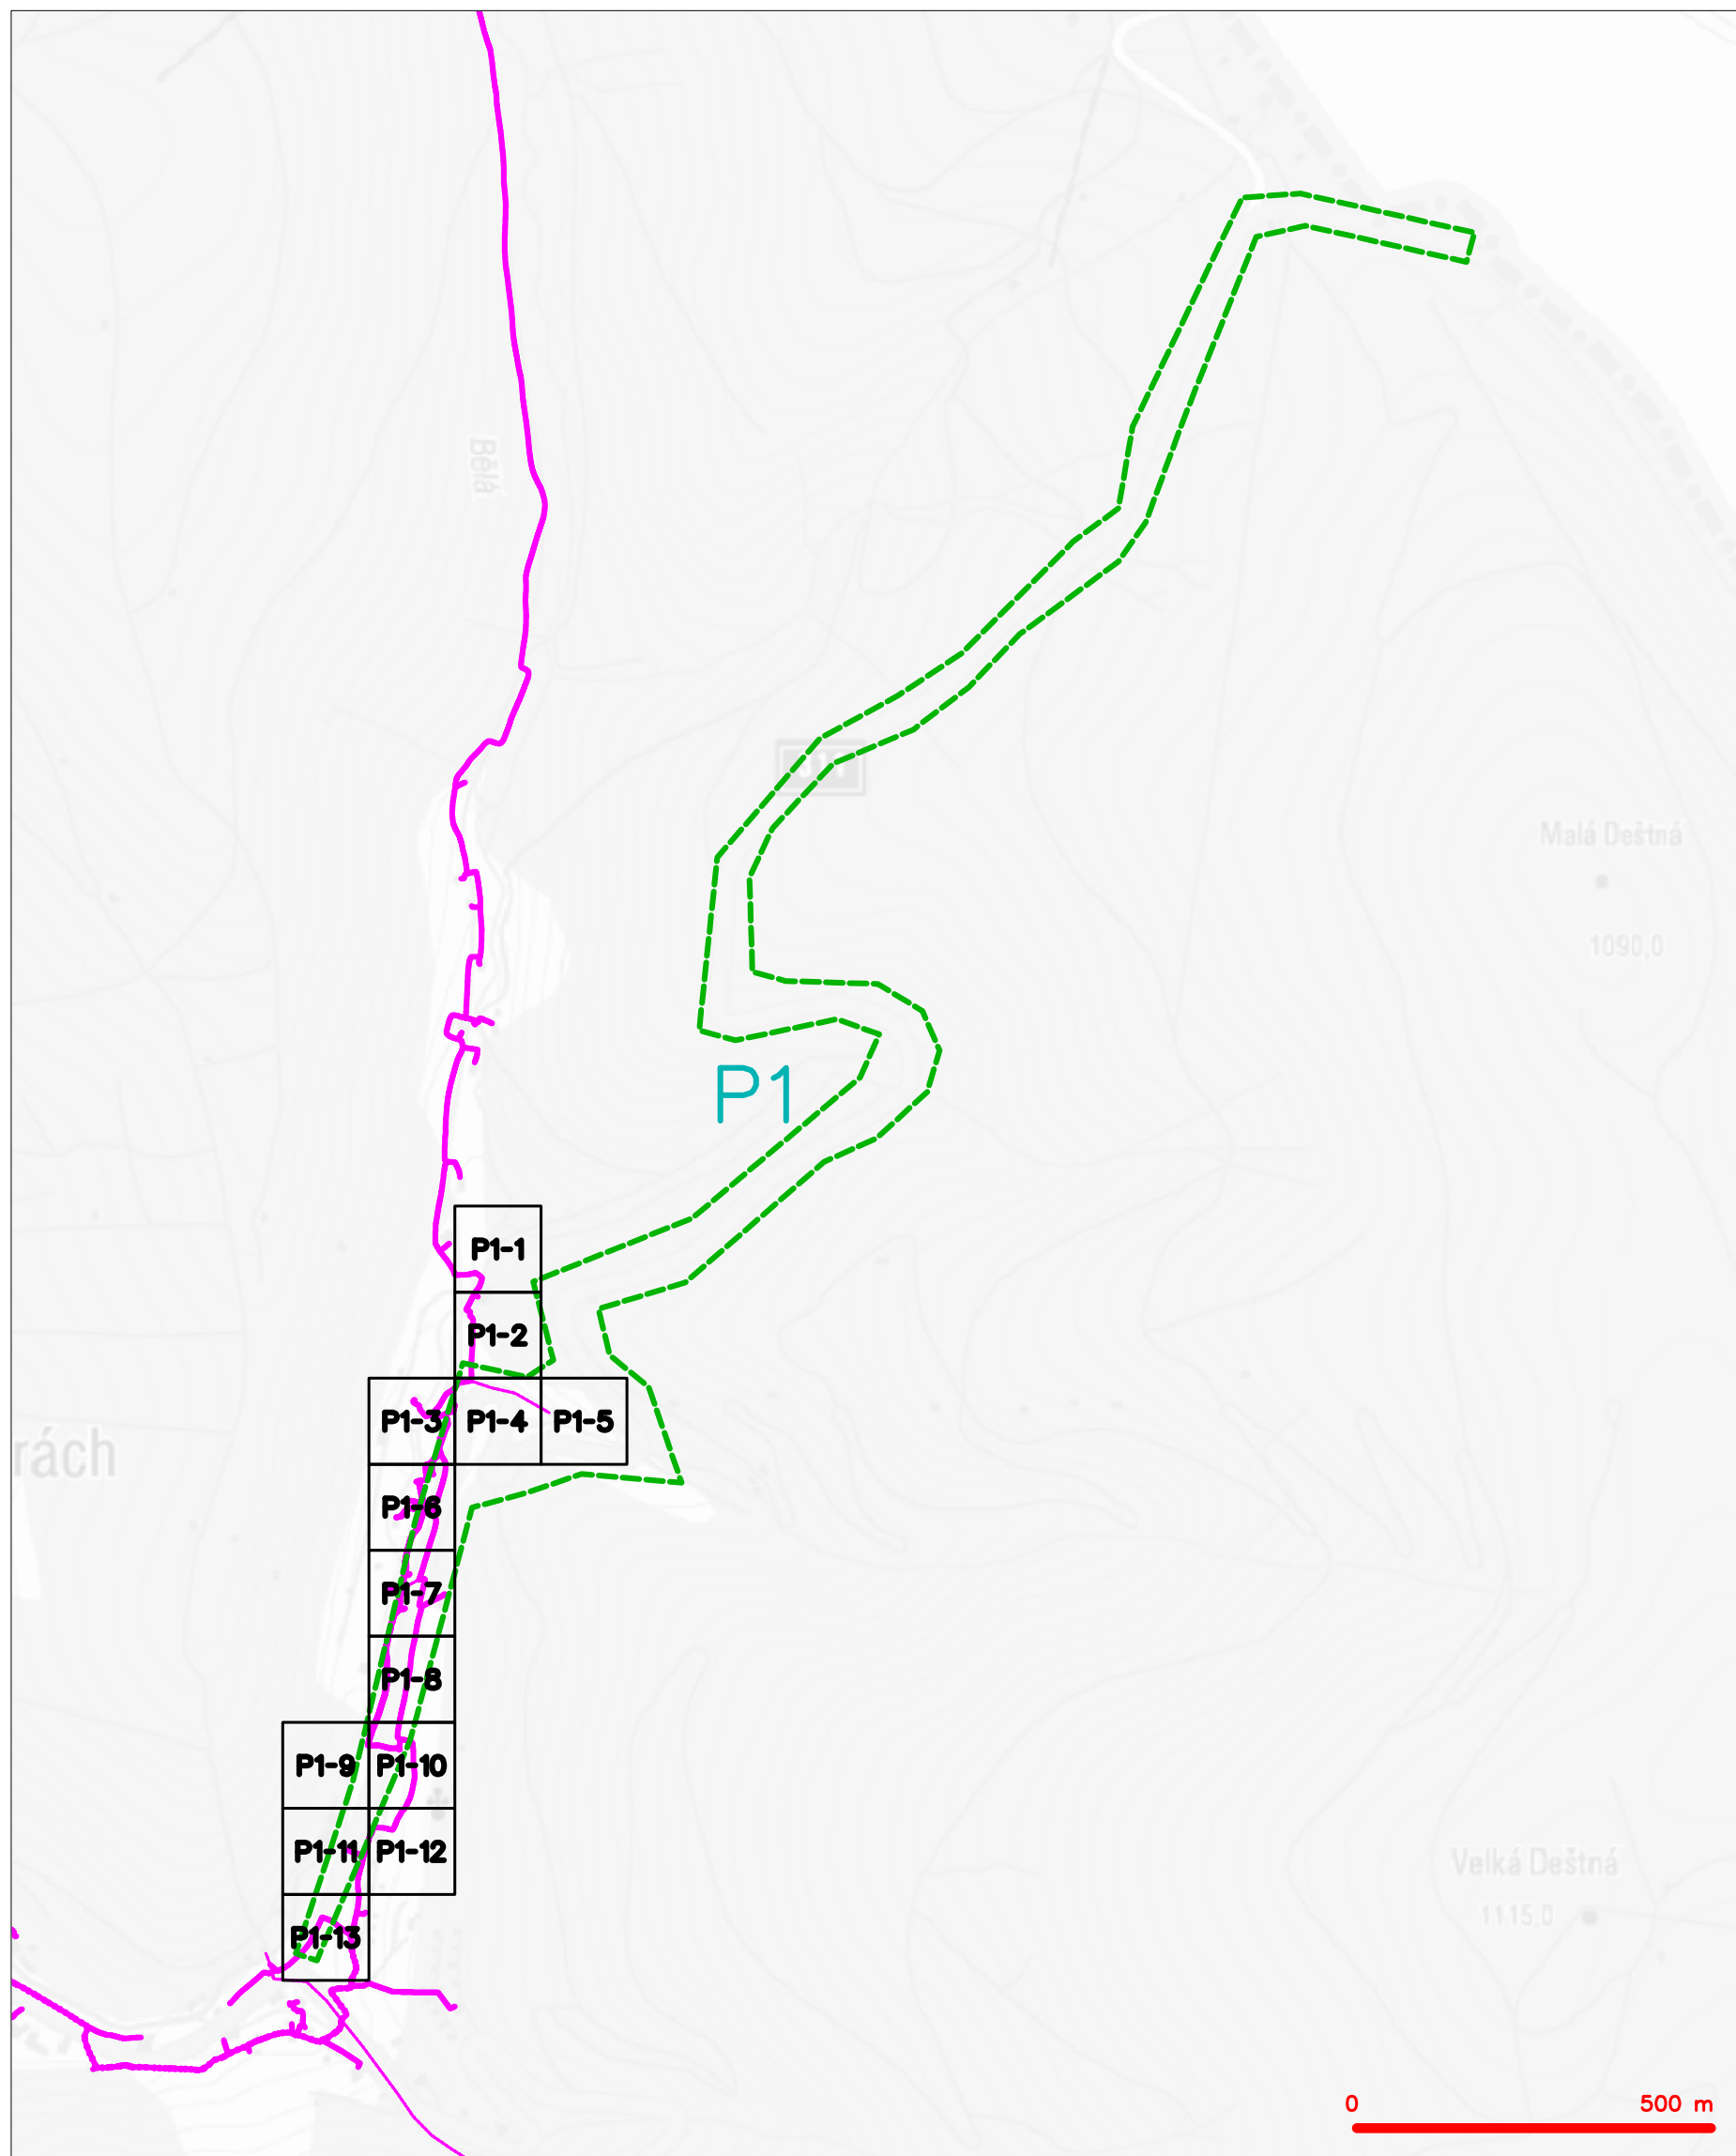 Bělá
Malá Deštná
1090,0
P1
P1-1
P1-2
P1-3 P1-4 P1-5
rách
P1-6
P1-7
P1-8
P1-9 P1-10
P1-11 P1-12
Velká Deštná
1115,0
P1-13
0 500 m